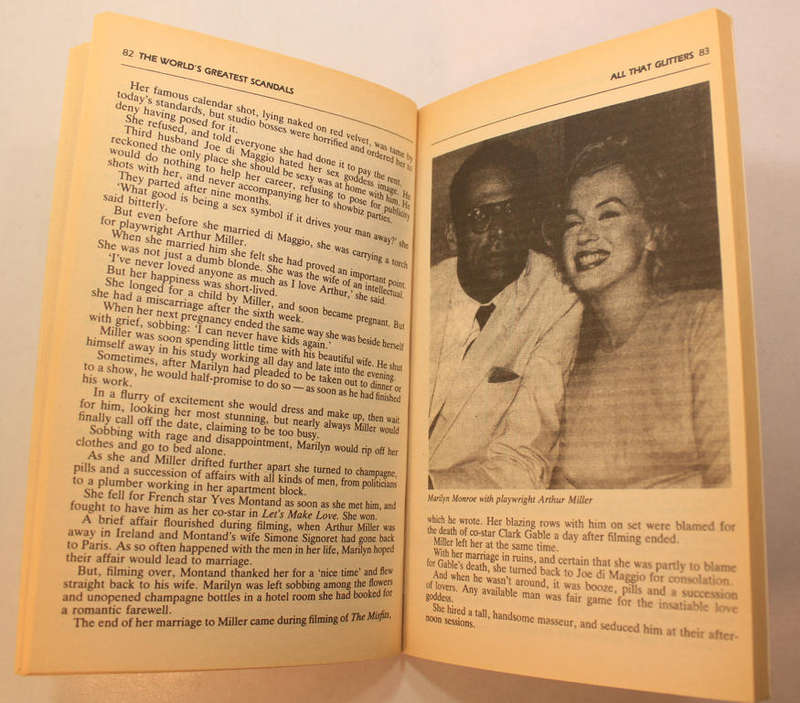 82 THE WORLD'S GREATEST SCANDALS
Her famous calendar shot, lying naked on red velvet, was tame by
today's standards, but studio bosses were horrified and ordered her to
deny having posed for it.
She refused, and told everyone she had done it to pay the rent.
Third husband Joe di Maggio hated her sex goddess image. He
reckoned the only place she should be sexy was at home with him. He
would do nothing to help her career, refusing to pose for publicity
shots with her, and never accompanying her to showbiz parties.
They parted after nine months.
'What good is being a sex symbol if it drives your man away?' she
said bitterly.
But even before she married di Maggio, she was carrying a torch
for playwright Arthur Miller.
When she married him she felt she had proved an important point.
She was not just a dumb blonde. She was the wife of an intellectual.
'I've never loved anyone as much as I love Arthur,' she said.
But her happiness was short-lived.
She longed for a child by Miller, and soon became pregnant. But
she had a miscarriage after the sixth week.
When her next pregnancy ended the same way she was beside herself
with grief, sobbing: 'I can never have kids again.'
Miller was soon spending little time with his beautiful wife. He shut
himself away in his study working all day and late into the evening.
Sometimes, after Marilyn had pleaded to be taken out to dinner or
to a show, he would half-promise to do so — as soon as he had finished
his work.
In a flurry of excitement she would dress and make up, then wait
for him, looking her most stunning, but nearly always Miller would
finally call off the date, claiming to be too busy.
Sobbing with rage and disappointment, Marilyn would rip off her
clothes and go to bed alone.
As she and Miller drifted further apart she turned to champagne,
pills and a succession of affairs with all kinds of men, from politicians
to a plumber working in her apartment block.
She fell for French star Yves Montand as soon as she met him, and
fought to have him as her co-star in Let's Make Love. She won.
A brief affair flourished during filming, when Arthur Miller was
away in Ireland and Montand's wife Simone Signoret had gone back
to Paris. As so often happened with the men in her life, Marilyn hoped
their affair would lead to marriage.
But, filming over, Montand thanked her for a 'nice time' and flew
straight back to his wife. Marilyn was left sobbing among the flowers
and unopened champagne bottles in a hotel room she had booked for
a romantic farewell.
The end of her marriage to Miller came during filming of The Misfits,
ALL THAT GLITTERS 83
Marilyn Monroe with playwright Arthur Miller
which he wrote. Her blazing rows with him on set were blamed for
the death of co-star Clark Gable a day after filming ended.
Miller left her at the same time.
With her marriage in ruins, and certain that she was partly to blame
for Gable's death, she turned back to Joe di Maggio for consolation.
And when he wasn't around, it was booze, pills and a succession
of lovers. Any available man was fair game for the insatiable love
goddess.
She hired a tall, handsome masseur, and seduced him at their after-
noon sessions.